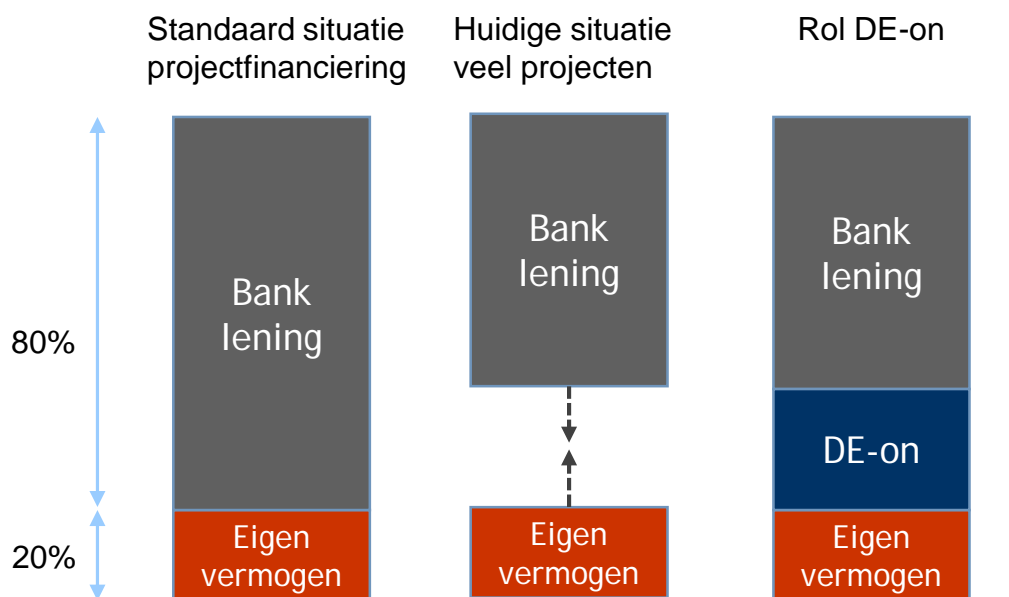 Standaard situatie
projectfinanciering
Huidige situatie
veel projecten
Rol DE-on
80%
20%
Bank
lening
Eigen
vermogen
Bank
lening
Eigen
vermogen
Bank
lening
DE-on
Eigen
vermogen